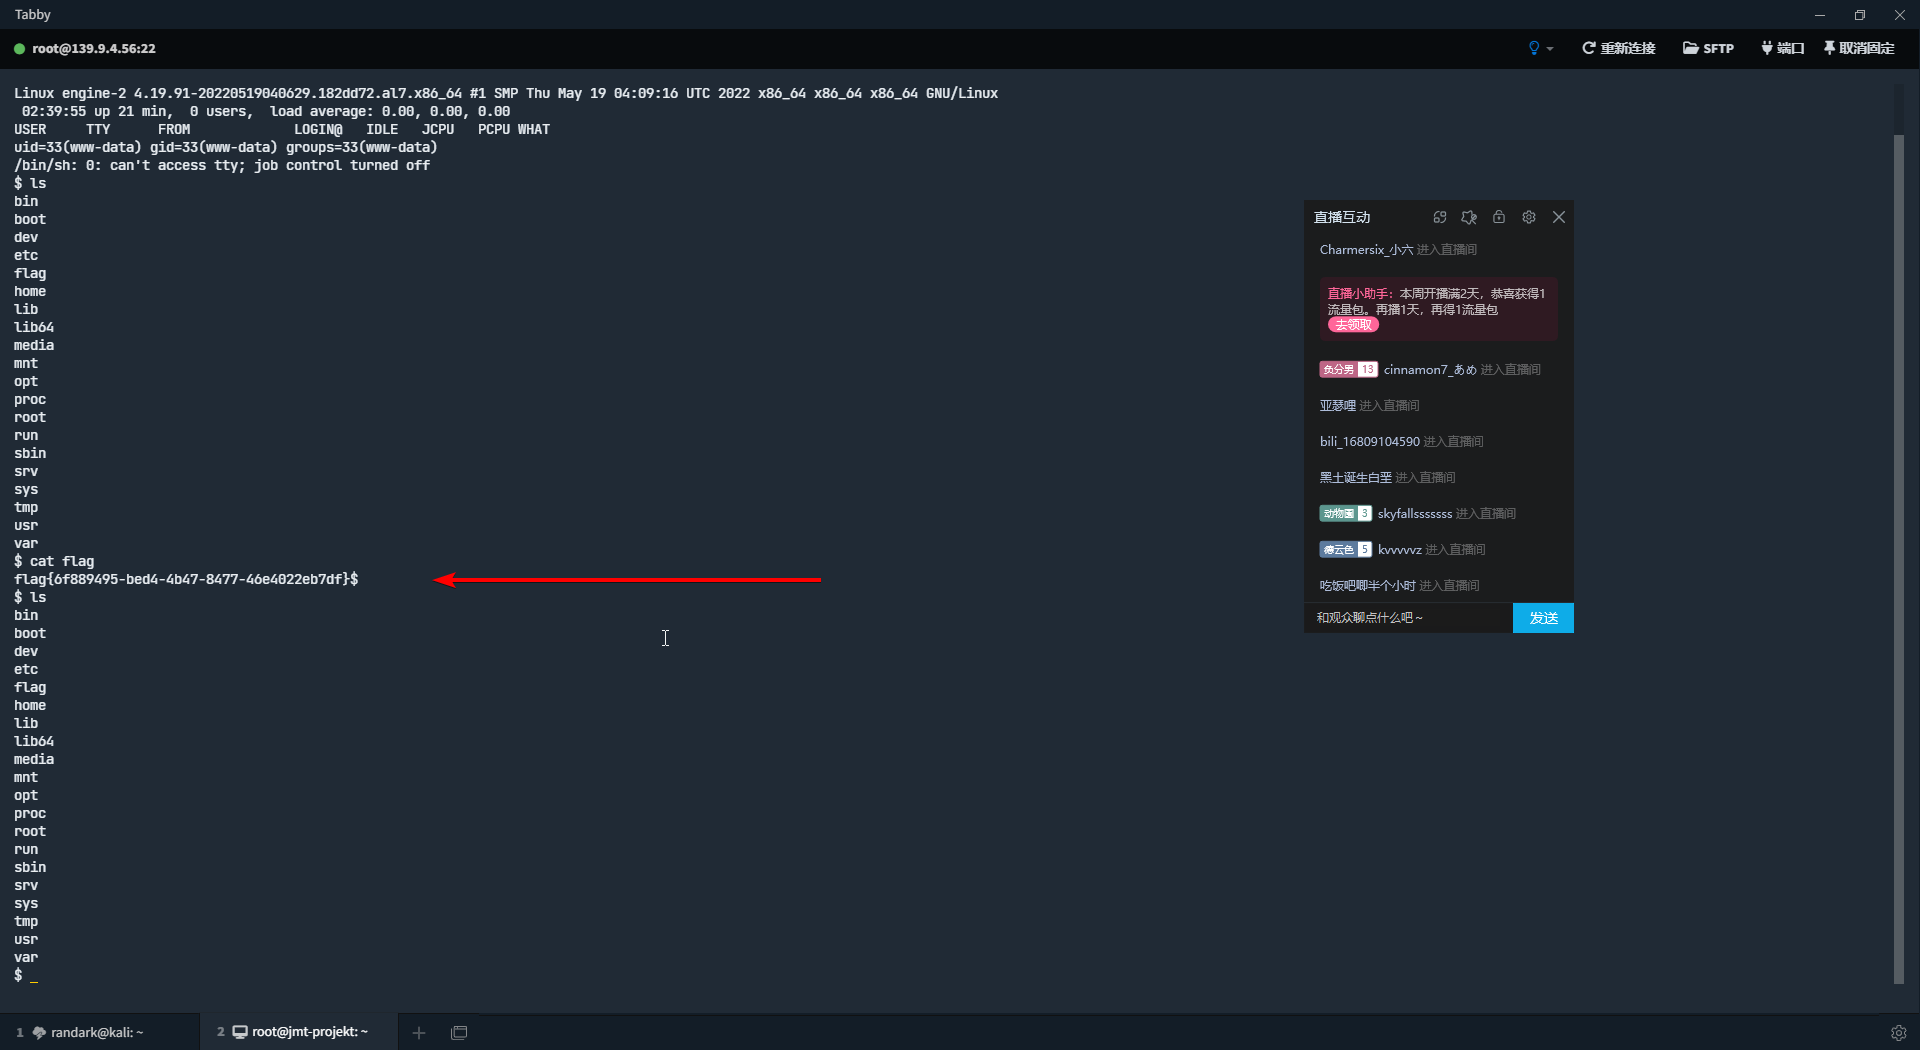 Tabby
root@139.9.4.56:22
重新连接 SFTP 端口 取消固定
Linux engine-2 4.19.91-20220519040629.182dd72.al7.x86_64 #1 SMP Thu May 19 04:09:16 UTC 2022 x86_64 x86_64 x86_64 GNU/Linux
02:39:55 up 21 min, 0 users, load average: 0.00, 0.00, 0.00
USER TTY FROM LOGIN@ IDLE JCPU PCPU WHAT
uid=33(www-data) gid=33(www-data) groups=33(www-data)
/bin/sh: 0: can't access tty; job control turned off
$ ls
bin
boot
dev
etc
flag
home
lib
lib64
media
mnt
opt
proc
root
run
sbin
srv
sys
tmp
usr
var
$ cat flag
flag{6f889495-bed4-4b47-8477-46e4022eb7df}$
$ ls
bin
boot
dev
etc
flag
home
lib
lib64
media
mnt
opt
proc
root
run
sbin
srv
sys
tmp
usr
var
$ _
直播互动
Charmersix_小六 进入直播间
直播小助手：本周开播满2天，恭喜获得1
流量包。再播1天，再得1流量包
去领取
负分男 13 cinnamon7_あめ 进入直播间
亚瑟哩 进入直播间
bili_16809104590 进入直播间
黑土诞生白垩 进入直播间
动物园 3 skyfallsssssss 进入直播间
德云色 5 kvvvvvz 进入直播间
吃饭吧唧半个小时 进入直播间
和观众聊点什么吧～
发送
1 randark@kali: ~
2 root@jmt-projekt: ~